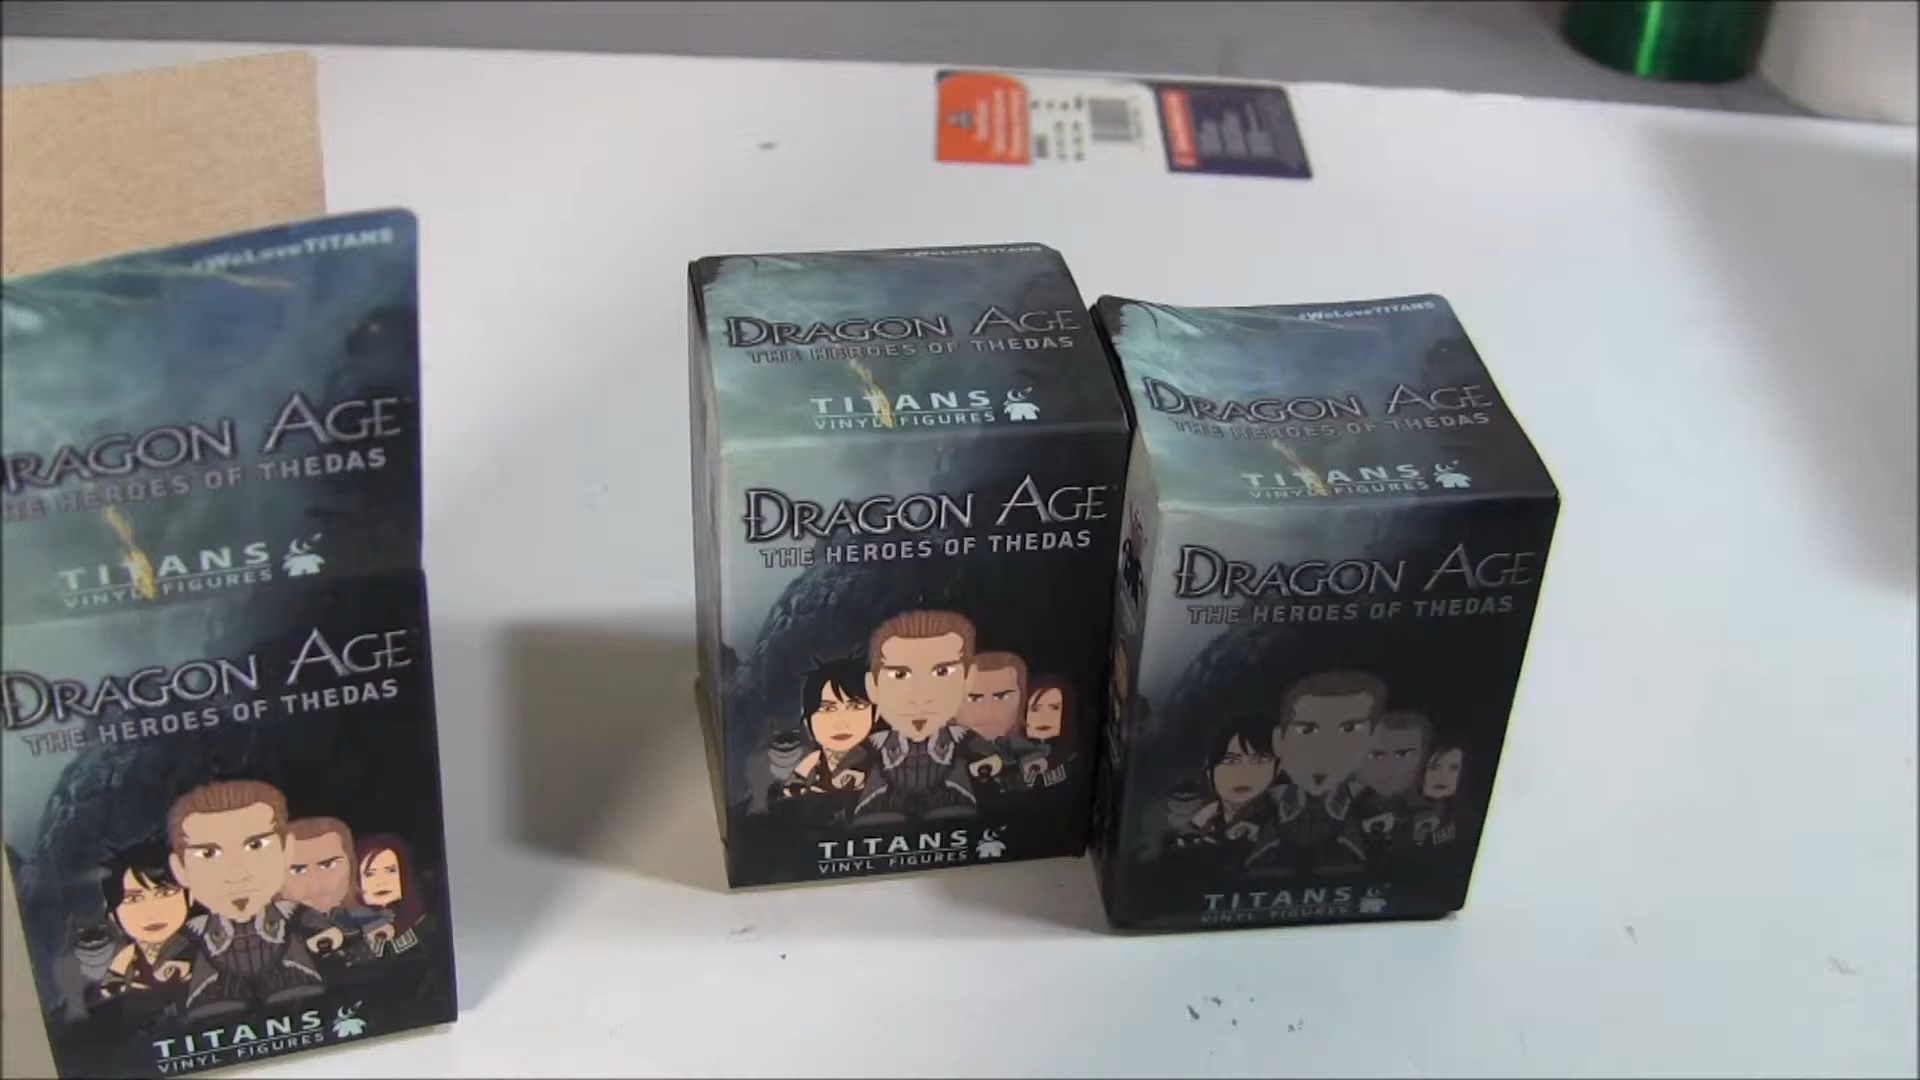 #WeLoveTITANS
DRAGON AGE
THE HEROES OF THEDAS
TITANS
VINYL FIGURES
DRAGON AGE
THE HEROES OF THEDAS
TITANS
VINYL FIGURES
#WeLoveTITANS
DRAGON AGE
THE HEROES OF THEDAS
TITANS
VINYL FIGURES
DRAGON AGE
THE HEROES OF THEDAS
TITANS
VINYL FIGURES
#WeLoveTITANS
DRAGON AGE
THE HEROES OF THEDAS
TITANS
VINYL FIGURES
DRAGON AGE
THE HEROES OF THEDAS
TITANS
VINYL FIGURES